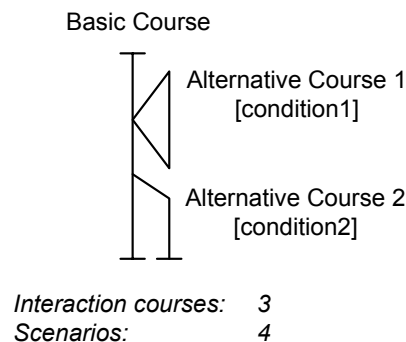 Basic Course
Alternative Course 1
[condition1]
Alternative Course 2
[condition2]
Interaction courses: 3
Scenarios: 4